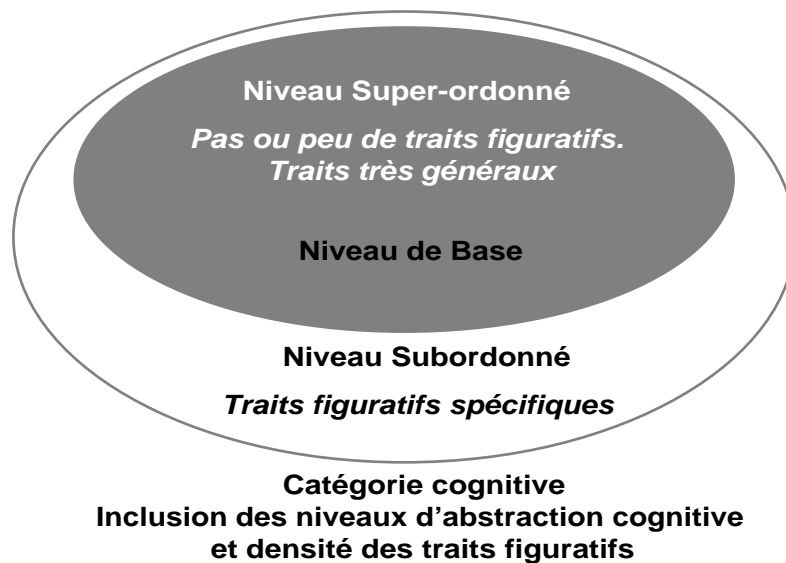 Niveau Super-ordonné
Pas ou peu de traits figuratifs.
Traits très généraux
Niveau de Base
Niveau Subordonné
Traits figuratifs spécifiques
Catégorie cognitive
Inclusion des niveaux d’abstraction cognitive
et densité des traits figuratifs